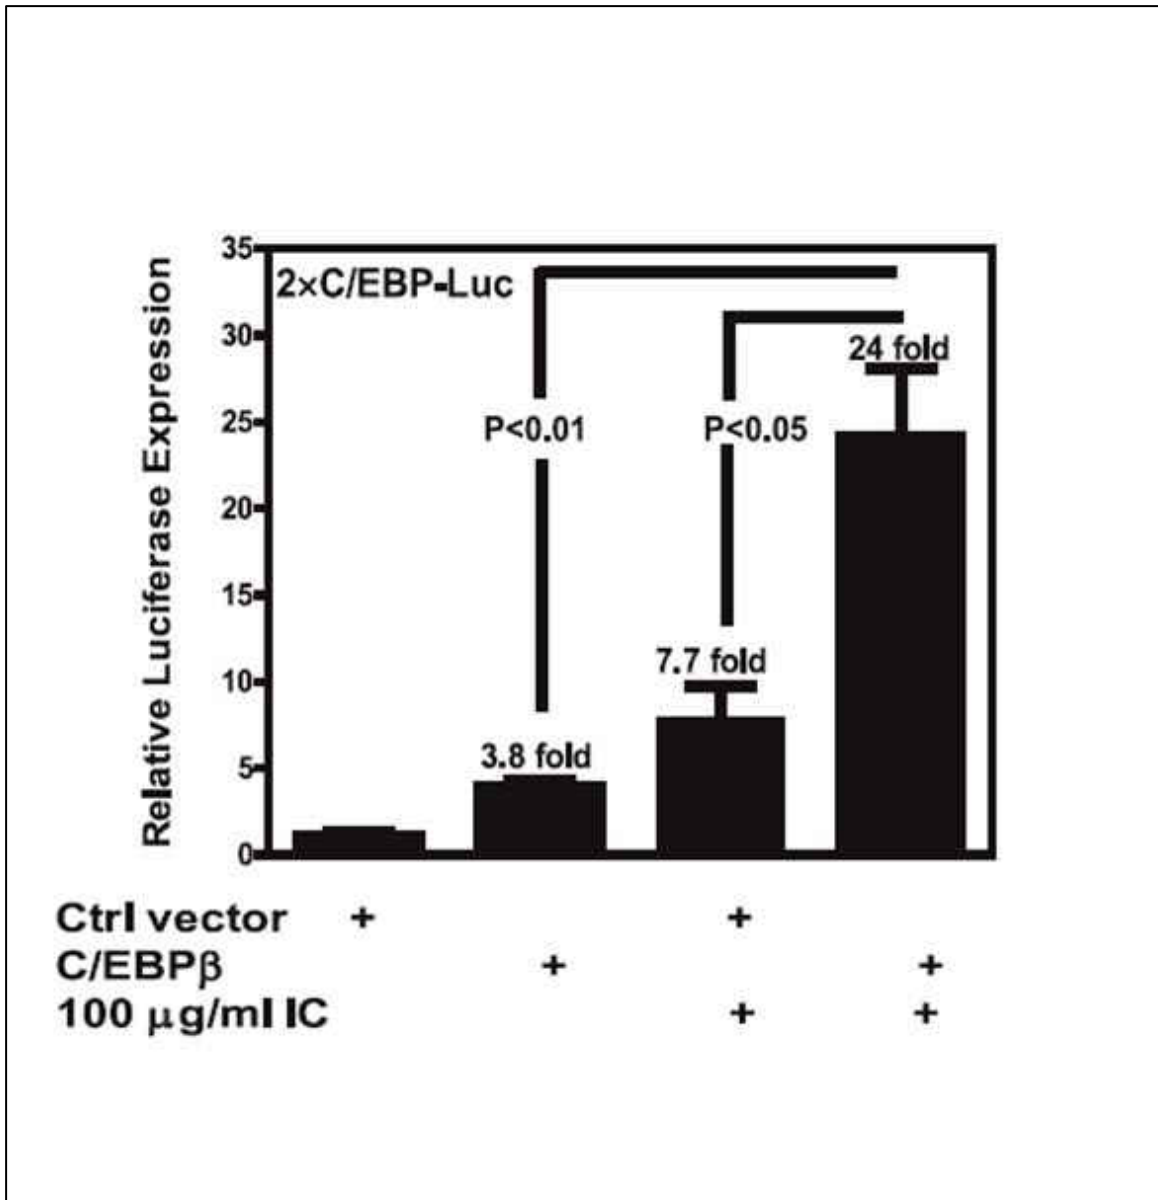 Relative Luciferase Expression
35
30
25
20
15
10
5
0
2×C/EBP-Luc
24 fold
P<0.01
P<0.05
7.7 fold
3.8 fold
Ctrl vector + +
C/EBPβ + +
100 µg/ml IC + +